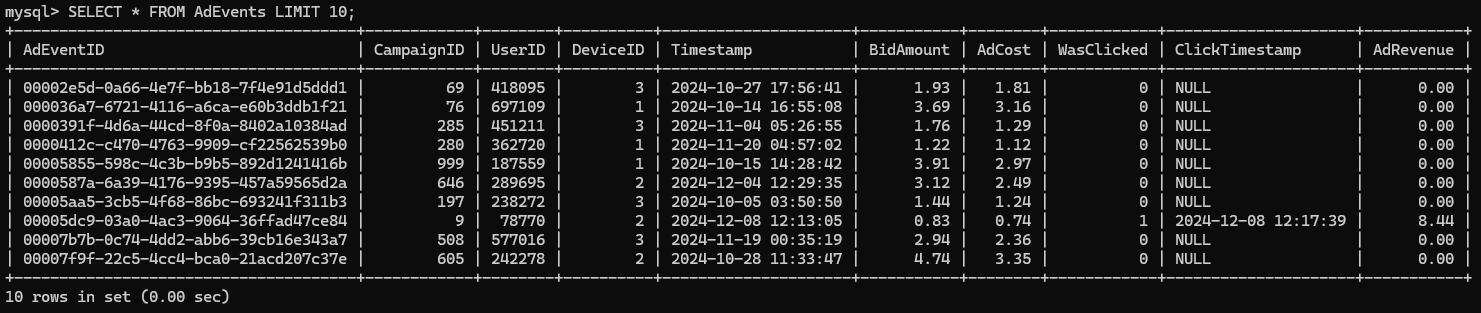 mysql> SELECT * FROM AdEvents LIMIT 10;
+--------------------------------------+------------+--------+----------+---------------------+-----------+--------+------------+---------------------+-----------+
| AdEventID                            | CampaignID | UserID | DeviceID | Timestamp           | BidAmount | AdCost | WasClicked | ClickTimestamp      | AdRevenue |
+--------------------------------------+------------+--------+----------+---------------------+-----------+--------+------------+---------------------+-----------+
| 00002e5d-0a66-4e7f-bb18-7f4e91d5ddd1 |         69 | 418095 |        3 | 2024-10-27 17:56:41 |      1.93 |   1.81 |          0 | NULL                |      0.00 |
| 000036a7-6721-4116-a6ca-e60b3ddb1f21 |         76 | 697109 |        1 | 2024-10-14 16:55:08 |      3.69 |   3.16 |          0 | NULL                |      0.00 |
| 0000391f-4d6a-44cd-8f0a-8402a10384ad |        285 | 451211 |        3 | 2024-11-04 05:26:55 |      1.76 |   1.29 |          0 | NULL                |      0.00 |
| 0000412c-c470-4763-9909-cf22562539b0 |        280 | 362720 |        1 | 2024-11-20 04:57:02 |      1.22 |   1.12 |          0 | NULL                |      0.00 |
| 00005855-598c-4c3b-b9b5-892d1241416b |        999 | 187559 |        1 | 2024-10-15 14:28:42 |      3.91 |   2.97 |          0 | NULL                |      0.00 |
| 0000587a-6a39-4176-9395-457a59565d2a |        646 | 289695 |        2 | 2024-12-04 12:29:35 |      3.12 |   2.49 |          0 | NULL                |      0.00 |
| 00005aa5-3cb5-4f68-86bc-693241f311b3 |        197 | 238272 |        3 | 2024-10-05 03:50:50 |      1.44 |   1.24 |          0 | NULL                |      0.00 |
| 00005dc9-03a0-4ac3-9064-36ffad47ce84 |          9 |  78770 |        2 | 2024-12-08 12:13:05 |      0.83 |   0.74 |          1 | 2024-12-08 12:17:39 |      8.44 |
| 00007b7b-0c74-4dd2-abb6-39cb16e343a7 |        508 | 577016 |        3 | 2024-11-19 00:35:19 |      2.94 |   2.36 |          0 | NULL                |      0.00 |
| 00007f9f-22c5-4cc4-bca0-21acd207c37e |        605 | 242278 |        2 | 2024-10-28 11:33:47 |      4.74 |   3.35 |          0 | NULL                |      0.00 |
+--------------------------------------+------------+--------+----------+---------------------+-----------+--------+------------+---------------------+-----------+
10 rows in set (0.00 sec)